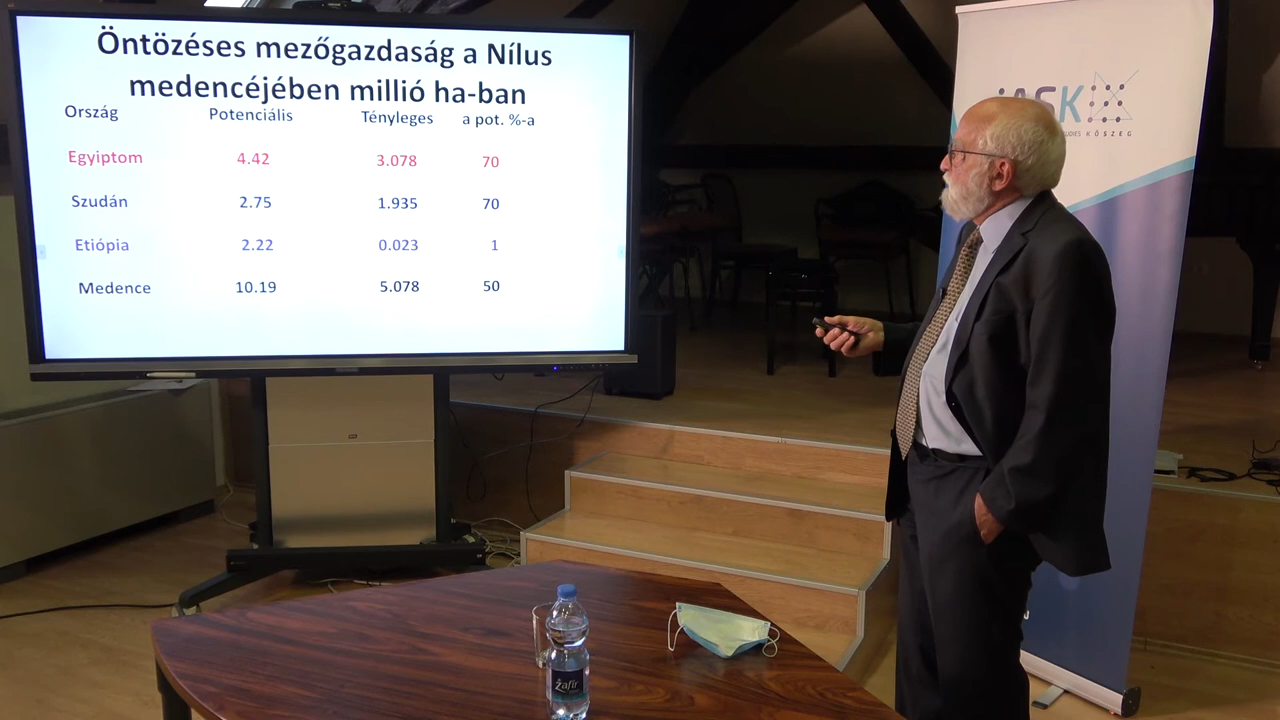 Öntözéses mezőgazdaság a Nílus
medencéjében millió ha-ban
Ország Potenciális Tényleges a pot. %-a
Egyiptom 4.42 3.078 70
Szudán 2.75 1.935 70
Etiópia 2.22 0.023 1
Medence 10.19 5.078 50
iASK
KŐSZEG
Žafír